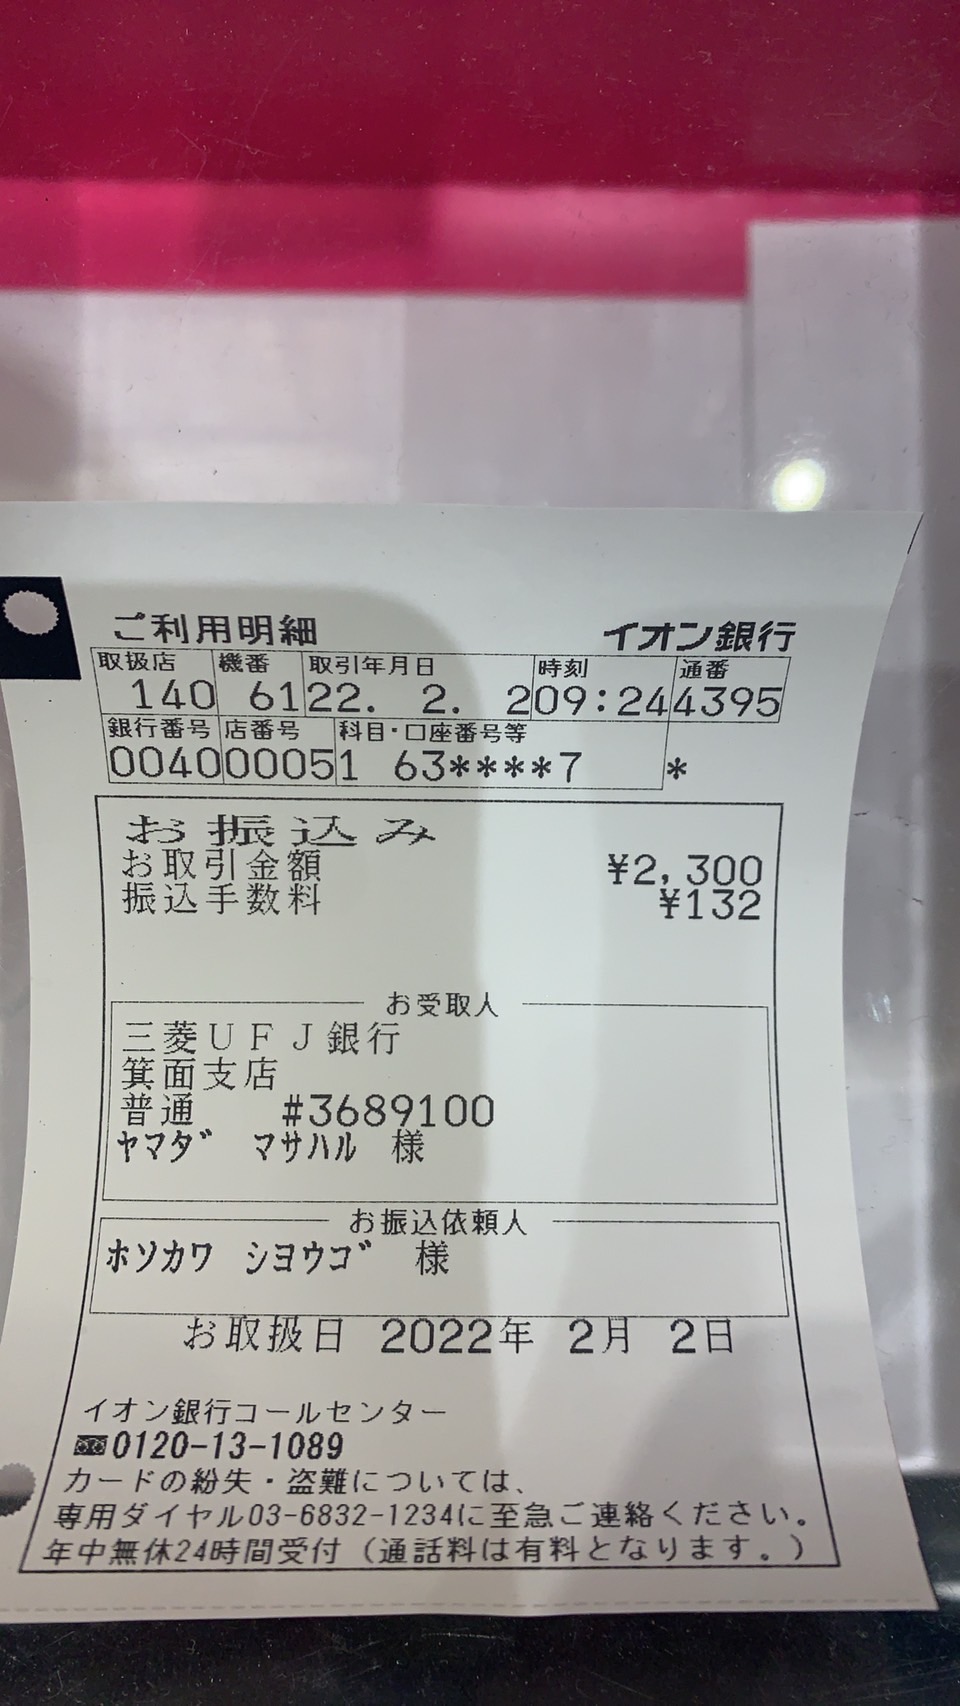 ご利用明細 イオン銀行
取扱店 機番 取引年月日 時刻 通番
140 61 22. 2. 2 09:24 4395
銀行番号 店番号 科目・口座番号等
0040 00051 63****7 *
お振込み
お取引金額 ¥2,300
振込手数料 ¥132
お受取人
三菱UFJ銀行
箕面支店
普通 #3689100
ヤマダ マサハル 様
お振込依頼人
ホソカワ シヨウゴ 様
お取扱日 2022年 2月 2日
イオン銀行コールセンター
0120-13-1089
カードの紛失・盗難については、
専用ダイヤル03-6832-1234に至急ご連絡ください。
年中無休24時間受付（通話料は有料となります。）